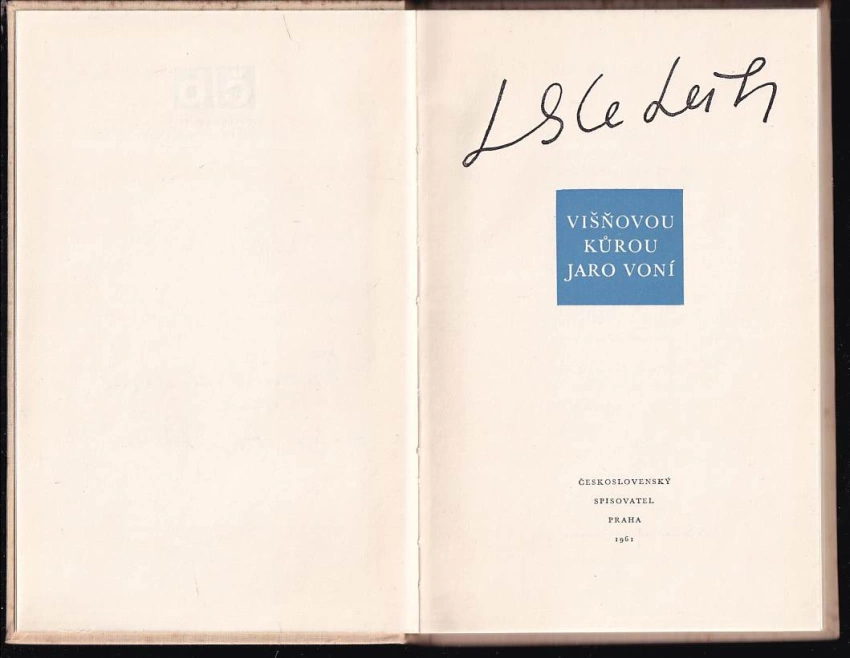 VIŠŇOVOU
KŮROU
JARO VONÍ
ČESKOSLOVENSKÝ
SPISOVATEL
PRAHA
1961